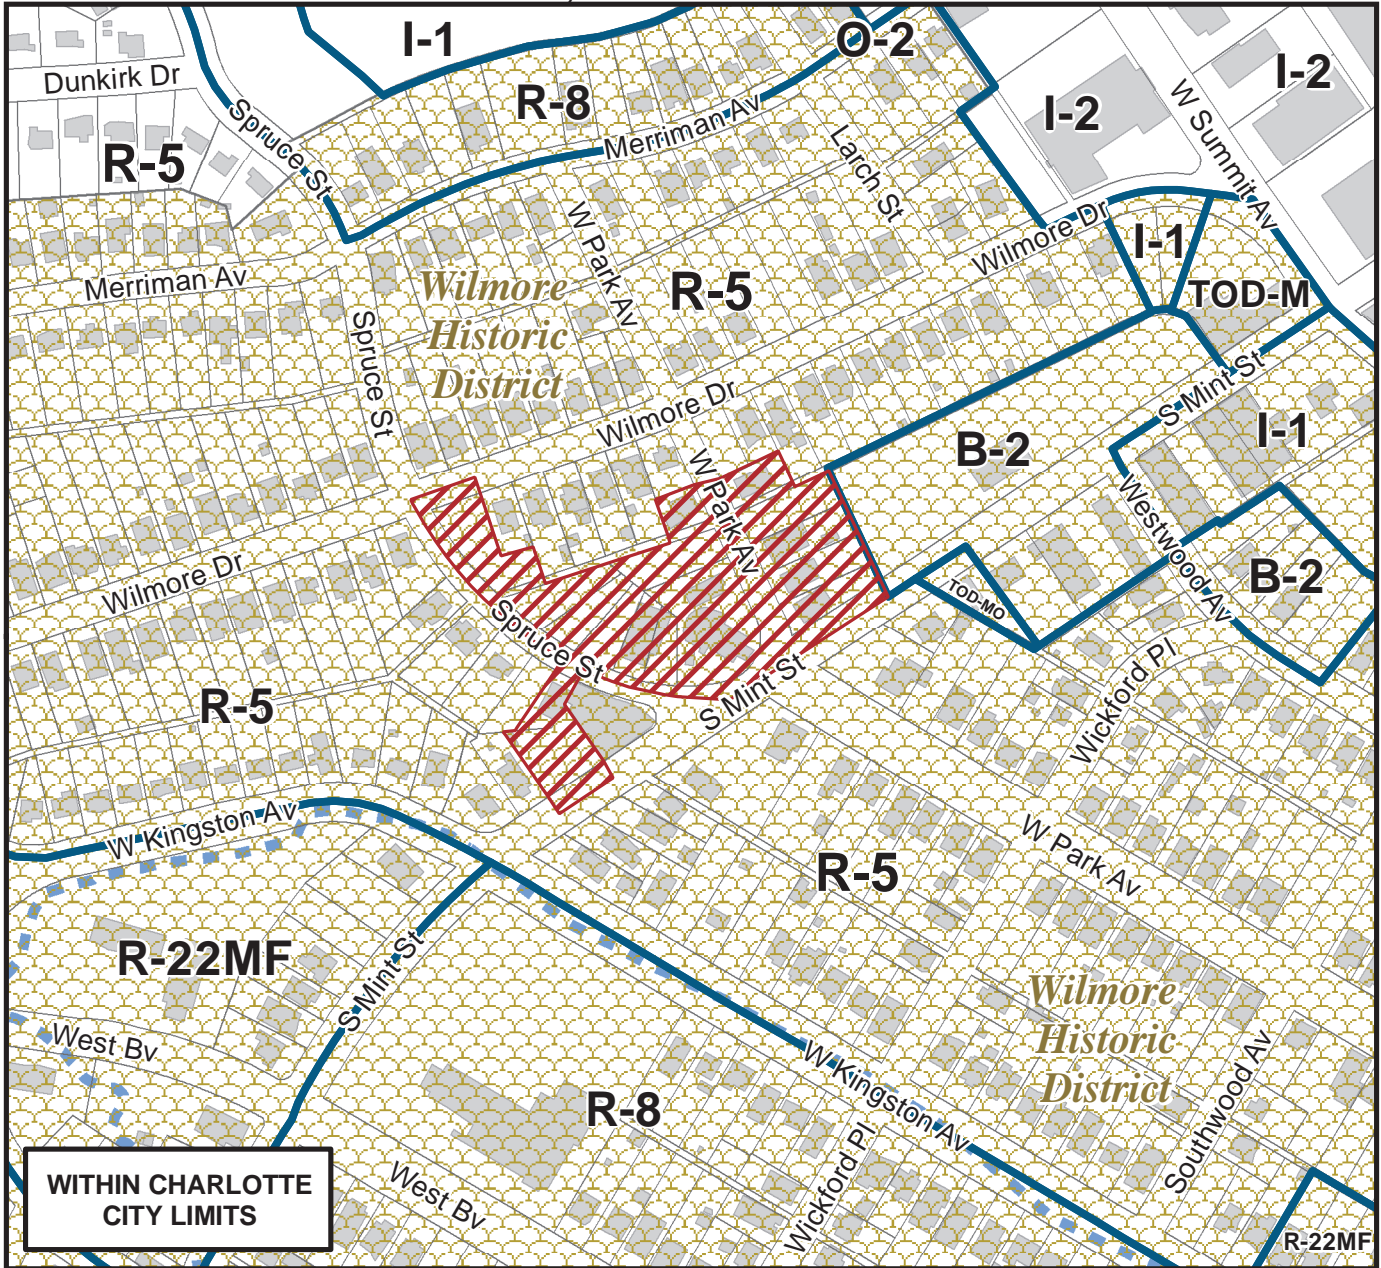 I-1
O-2
I-2
Dunkirk Dr
R-8
I-2
Spruce St
Merriman Av
W Summit Av
R-5
Larch St
W Park Av
Wilmore Dr
I-1
Merriman Av
Wilmore
Historic
District
R-5
TOD-M
Spruce St
S Mint St
Wilmore Dr
I-1
B-2
W Park Av
Westwood Av
Wilmore Dr
B-2
TOD-MO
Spruce St
Wickford Pl
S Mint St
R-5
W Kingston Av
W Park Av
R-5
R-22MF
S Mint St
Wilmore
Historic
District
West Bv
W Kingston Av
Southwood Av
R-8
Wickford Pl
West Bv
WITHIN CHARLOTTE
CITY LIMITS
R-22MF